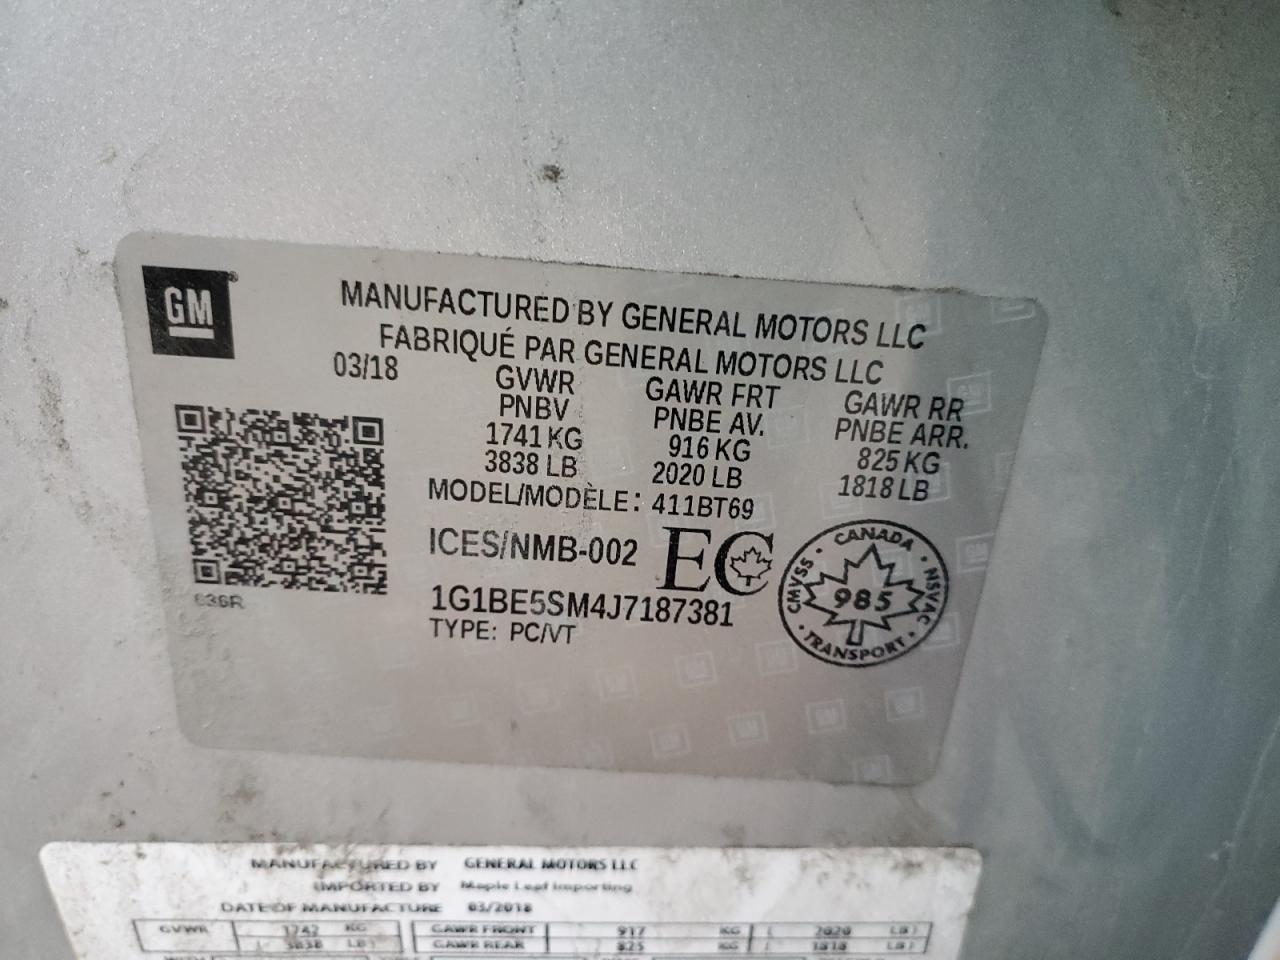 GM
MANUFACTURED BY GENERAL MOTORS LLC
FABRIQUÉ PAR GENERAL MOTORS LLC
03/18
GVWR
PNBV
1741 KG
3838 LB
GAWR FRT
PNBE AV.
916 KG
2020 LB
GAWR RR
PNBE ARR.
825 KG
1818 LB
MODEL/MODÈLE: 411BT69
ICES/NMB-002 EC
1G1BE5SM4J7187381
TYPE: PC/VT
636R
CANADA
CMVSS
985
NSVAC
TRANSPORT
MANUFACTURED BY GENERAL MOTORS LLC
IMPORTED BY Maple Leaf Importing
DATE OF MANUFACTURE 03/2018
GVWR 1742 KG GAWR FRONT 917 KG ( 2020 LB )
( 3838 LB ) GAWR REAR 825 KG ( 1818 LB )